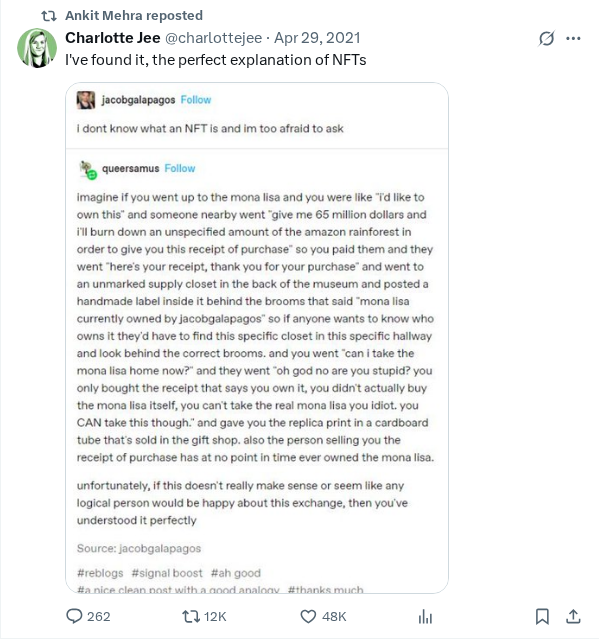 Ankit Mehra reposted
Charlotte Jee @charlottejee · Apr 29, 2021
I've found it, the perfect explanation of NFTs
jacobgalapagos Follow
i dont know what an NFT is and im too afraid to ask
queersamus Follow
imagine if you went up to the mona lisa and you were like "i'd like to
own this" and someone nearby went "give me 65 million dollars and
i'll burn down an unspecified amount of the amazon rainforest in
order to give you this receipt of purchase" so you paid them and they
went "here's your receipt, thank you for your purchase" and went to
an unmarked supply closet in the back of the museum and posted a
handmade label inside it behind the brooms that said "mona lisa
currently owned by jacobgalapagos" so if anyone wants to know who
owns it they'd have to find this specific closet in this specific hallway
and look behind the correct brooms. and you went "can i take the
mona lisa home now?" and they went "oh god no are you stupid? you
only bought the receipt that says you own it, you didn't actually buy
the mona lisa itself, you can't take the real mona lisa you idiot. you
CAN take this though." and gave you the replica print in a cardboard
tube that's sold in the gift shop. also the person selling you the
receipt of purchase has at no point in time ever owned the mona lisa.
unfortunately, if this doesn't really make sense or seem like any
logical person would be happy about this exchange, then you've
understood it perfectly
Source: jacobgalapagos
#reblogs #signal boost #ah good
#a nice clean post with a good analogy #thanks much
262 12K 48K